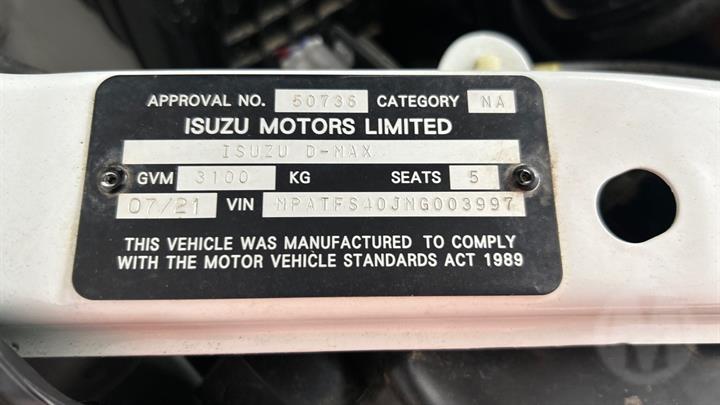 APPROVAL NO. 50736 CATEGORY NA
ISUZU MOTORS LIMITED
ISUZU D-MAX
GVM 3100 KG SEATS 5
07/21 VIN MPATFS40JMG003997
THIS VEHICLE WAS MANUFACTURED TO COMPLY
WITH THE MOTOR VEHICLE STANDARDS ACT 1989